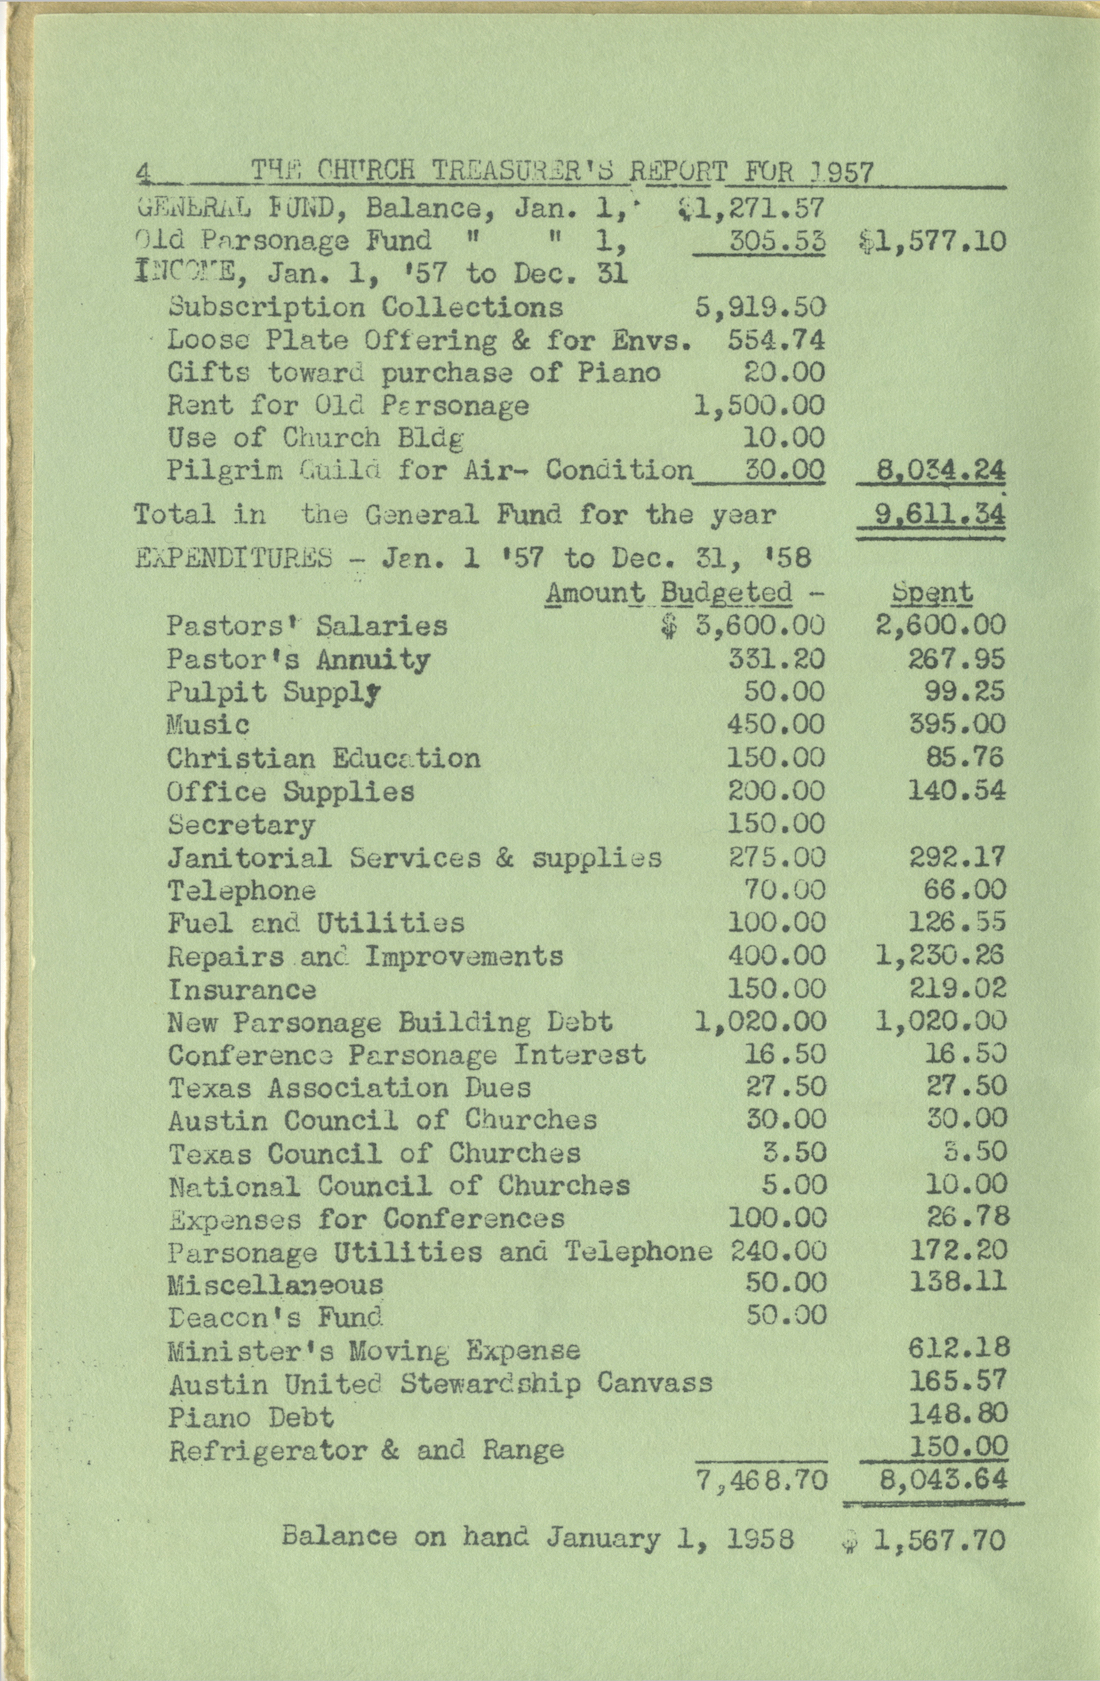 4 THE CHURCH TREASURER'S REPORT FOR 1957
GENERAL FUND, Balance, Jan. 1, $1,271.57
Old Parsonage Fund " " 1, 305.53 $1,577.10
INCOME, Jan. 1, '57 to Dec. 31
Subscription Collections 5,919.50
Loose Plate Offering & for Envs. 554.74
Gifts toward purchase of Piano 20.00
Rent for Old Parsonage 1,500.00
Use of Church Bldg 10.00
Pilgrim Guild for Air- Condition 30.00 8,034.24
Total in the General Fund for the year 9,611.34
EXPENDITURES - Jan. 1 '57 to Dec. 31, '58
Amount Budgeted - Spent
Pastors' Salaries $ 3,600.00 2,600.00
Pastor's Annuity 331.20 267.95
Pulpit Supply 50.00 99.25
Music 450.00 395.00
Christian Education 150.00 85.76
Office Supplies 200.00 140.54
Secretary 150.00
Janitorial Services & supplies 275.00 292.17
Telephone 70.00 66.00
Fuel and Utilities 100.00 126.55
Repairs and Improvements 400.00 1,230.26
Insurance 150.00 219.02
New Parsonage Building Debt 1,020.00 1,020.00
Conference Parsonage Interest 16.50 16.50
Texas Association Dues 27.50 27.50
Austin Council of Churches 30.00 30.00
Texas Council of Churches 3.50 3.50
National Council of Churches 5.00 10.00
Expenses for Conferences 100.00 26.78
Parsonage Utilities and Telephone 240.00 172.20
Miscellaneous 50.00 138.11
Deacon's Fund 50.00
Minister's Moving Expense 612.18
Austin United Stewardship Canvass 165.57
Piano Debt 148.80
Refrigerator & and Range 150.00
7,468.70 8,043.64
Balance on hand January 1, 1958 $ 1,567.70